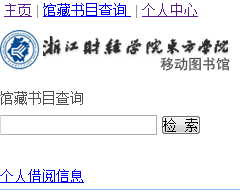 主页 | 馆藏书目查询 | 个人中心
浙江财经学院东方学院
移动图书馆
馆藏书目查询
检 索
个人借阅信息